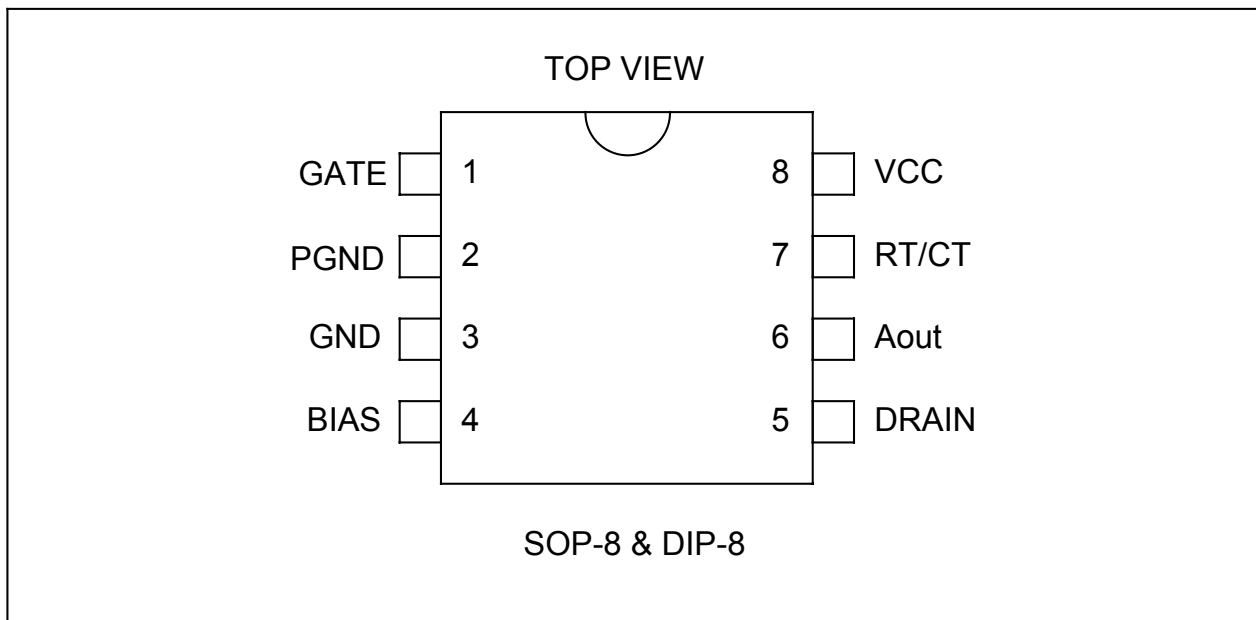 TOP VIEW
GATE 1 8 VCC
PGND 2 7 RT/CT
GND 3 6 Aout
BIAS 4 5 DRAIN
SOP-8 & DIP-8